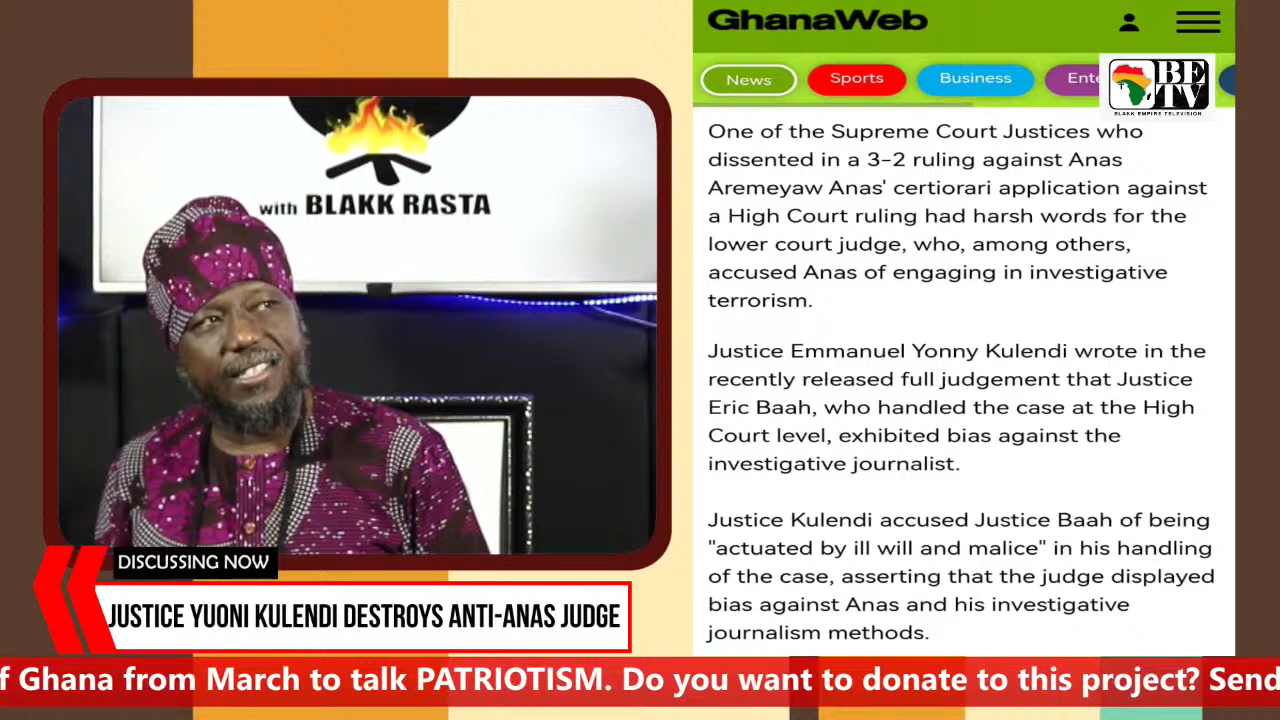 with BLAKK RASTA
DISCUSSING NOW
JUSTICE YUONI KULENDI DESTROYS ANTI-ANAS JUDGE
GhanaWeb
News
Sports
Business
Ente
BE
TV
BLAKK EMPIRE TELEVISION
One of the Supreme Court Justices who
dissented in a 3-2 ruling against Anas
Aremeyaw Anas' certiorari application against
a High Court ruling had harsh words for the
lower court judge, who, among others,
accused Anas of engaging in investigative
terrorism.
Justice Emmanuel Yonny Kulendi wrote in the
recently released full judgement that Justice
Eric Baah, who handled the case at the High
Court level, exhibited bias against the
investigative journalist.
Justice Kulendi accused Justice Baah of being
"actuated by ill will and malice" in his handling
of the case, asserting that the judge displayed
bias against Anas and his investigative
journalism methods.
f Ghana from March to talk PATRIOTISM. Do you want to donate to this project? Send